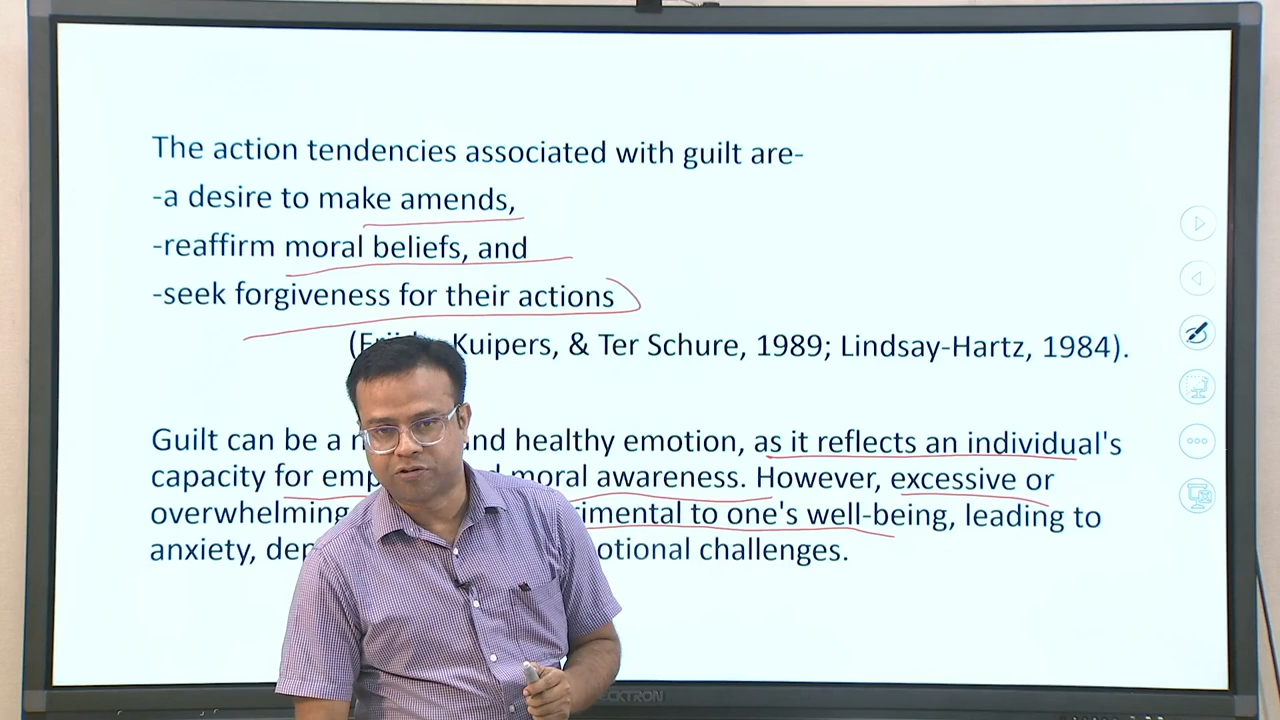 The action tendencies associated with guilt are-
-a desire to make amends,
-reaffirm moral beliefs, and
-seek forgiveness for their actions
Kuipers, & Ter Schure, 1989; Lindsay-Hartz, 1984).
Guilt can be a and healthy emotion, as it reflects an individual's
capacity for moral awareness. However, excessive or
overwhelming to one's well-being, leading to
anxiety, challenges.